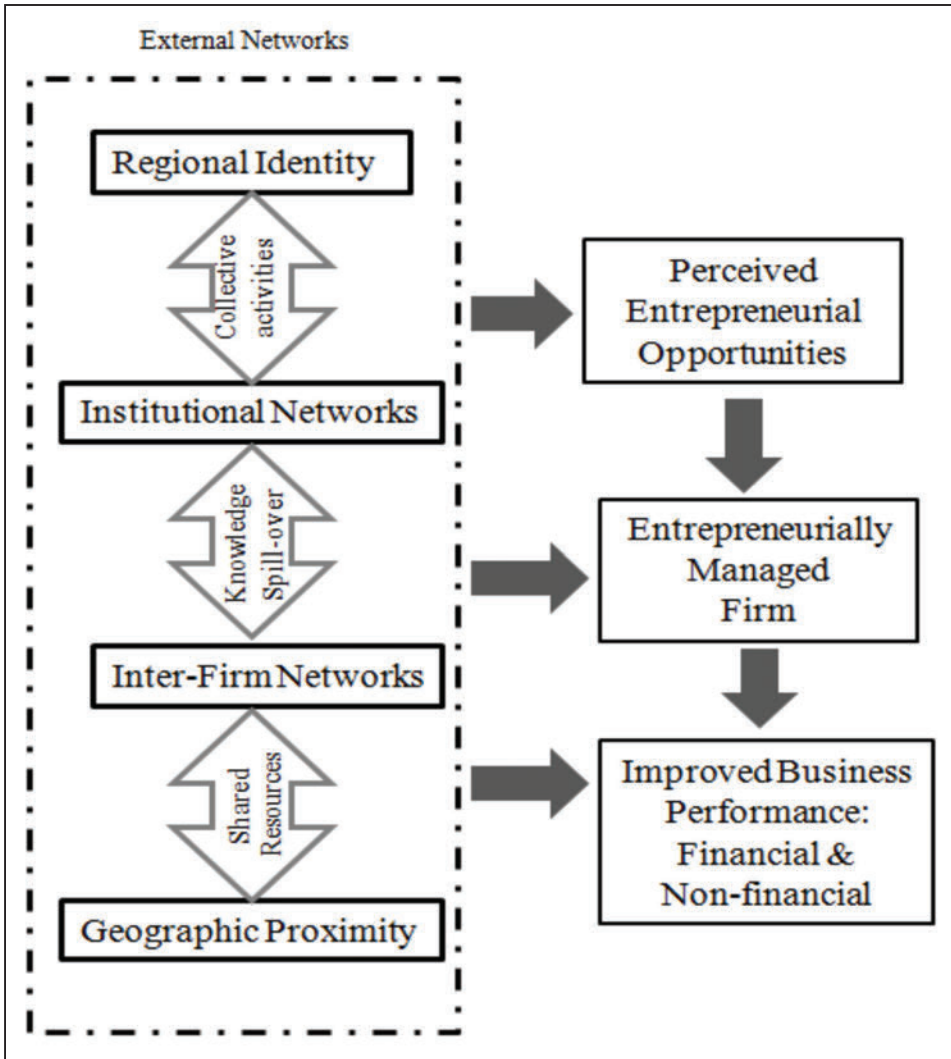 External Networks
Regional Identity
Collective
activities
Institutional Networks
Knowledge
Spill-over
Inter-Firm Networks
Shared
Resources
Geographic Proximity
Perceived
Entrepreneurial
Opportunities
Entrepreneurially
Managed
Firm
Improved Business
Performance:
Financial &
Non-financial